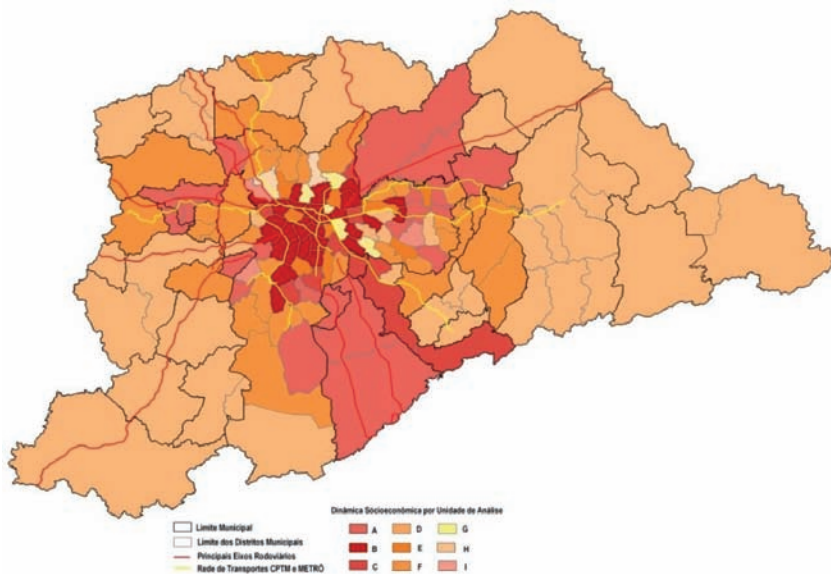 Dinâmica Sócioeconômica por Unidade de Análise
Limite Municipal
Limite dos Distritos Municipais
Principais Eixos Rodoviários
Rede de Transportes CPTM e METRÔ
A D G
B E H
C F I